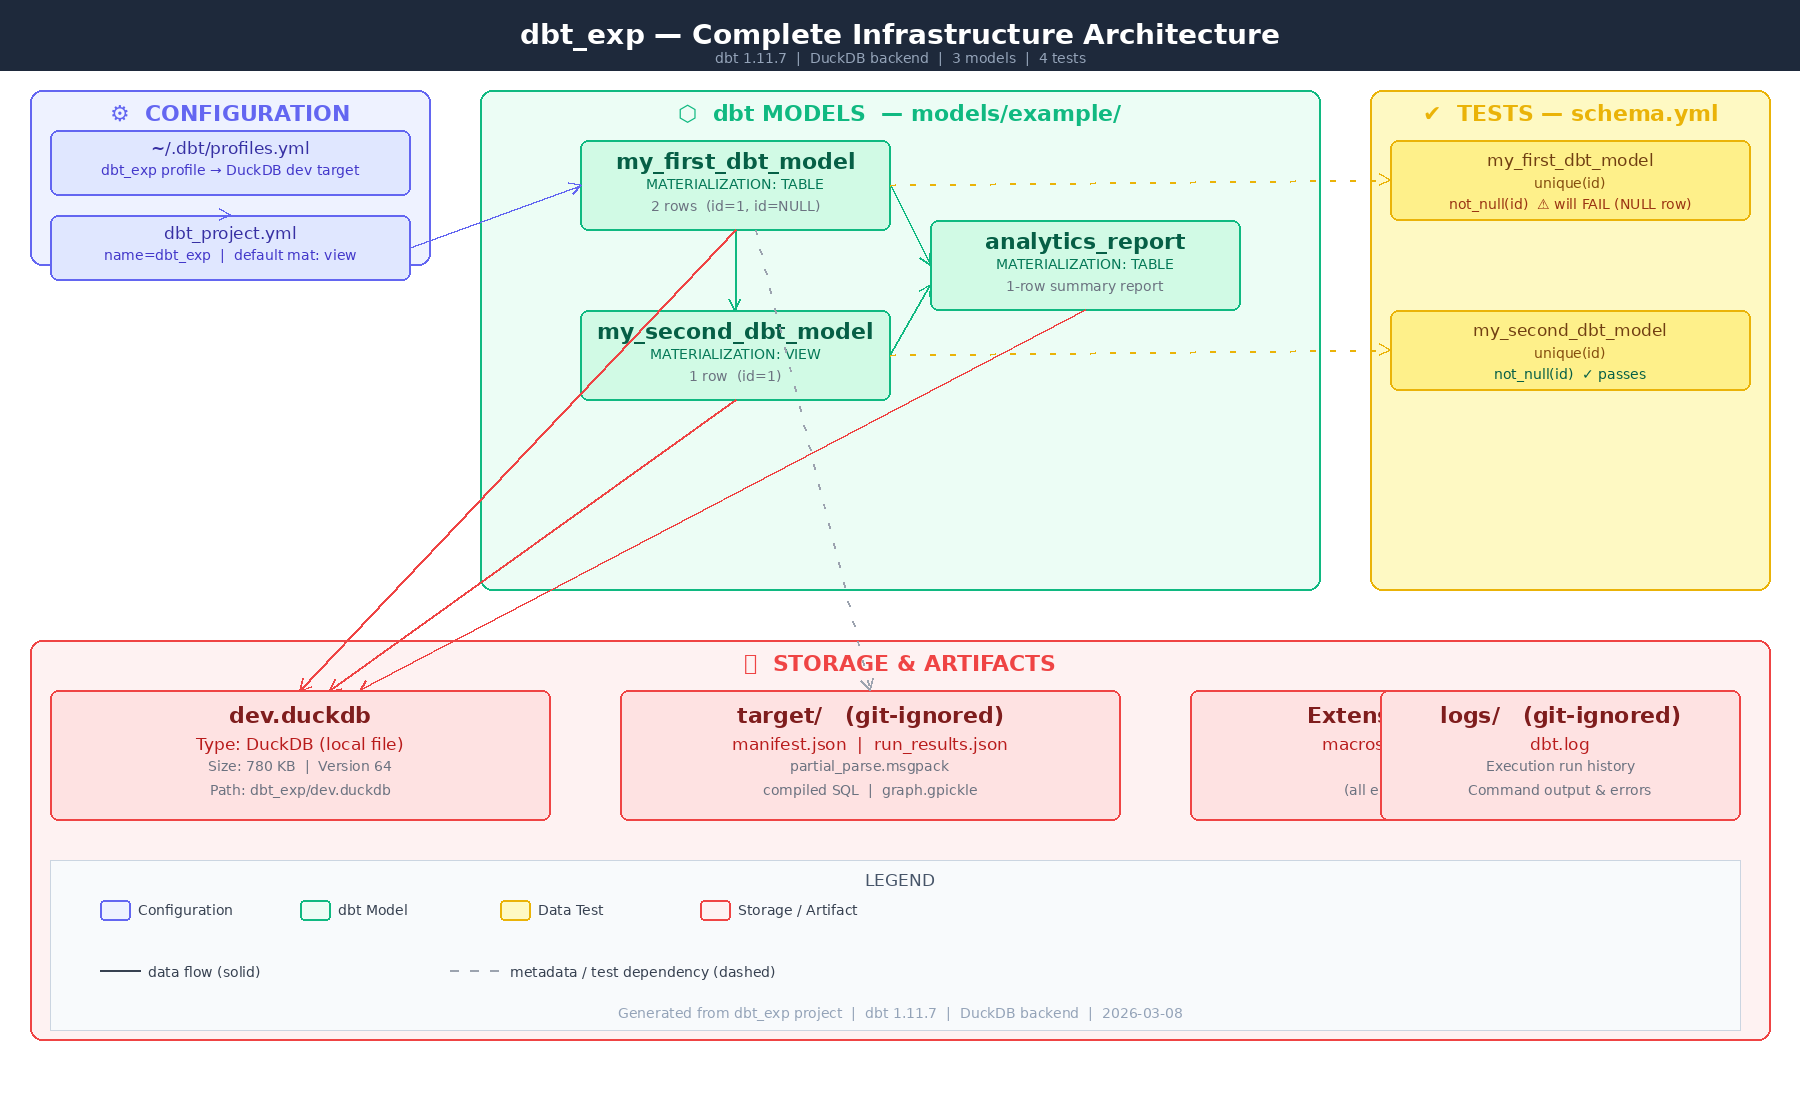 dbt_exp — Complete Infrastructure Architecture
dbt 1.11.7 | DuckDB backend | 3 models | 4 tests
⚙ CONFIGURATION
~/.dbt/profiles.yml
dbt_exp profile → DuckDB dev target
dbt_project.yml
name=dbt_exp | default mat: view
⬡ dbt MODELS — models/example/
my_first_dbt_model
MATERIALIZATION: TABLE
2 rows (id=1, id=NULL)
analytics_report
MATERIALIZATION: TABLE
1-row summary report
my_second_dbt_model
MATERIALIZATION: VIEW
1 row (id=1)
✔ TESTS — schema.yml
my_first_dbt_model
unique(id)
not_null(id) ⚠ will FAIL (NULL row)
my_second_dbt_model
unique(id)
not_null(id) ✓ passes
STORAGE & ARTIFACTS
dev.duckdb
Type: DuckDB (local file)
Size: 780 KB | Version 64
Path: dbt_exp/dev.duckdb
target/ (git-ignored)
manifest.json | run_results.json
partial_parse.msgpack
compiled SQL | graph.gpickle
Extens
macros
(all e
logs/ (git-ignored)
dbt.log
Execution run history
Command output & errors
LEGEND
Configuration
dbt Model
Data Test
Storage / Artifact
data flow (solid)
metadata / test dependency (dashed)
Generated from dbt_exp project | dbt 1.11.7 | DuckDB backend | 2026-03-08